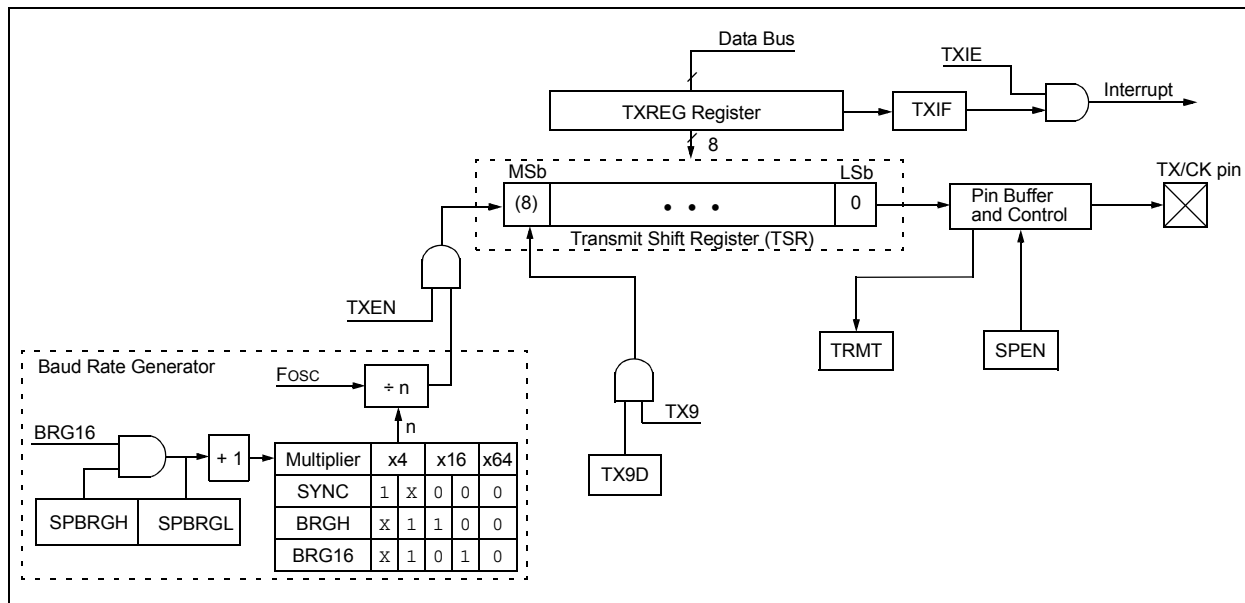 Data Bus
TXIE
Interrupt
TXREG Register
TXIF
8
MSb
LSb
TX/CK pin
(8)
• • •
0
Pin Buffer
and Control
Transmit Shift Register (TSR)
TXEN
TRMT
SPEN
Baud Rate Generator
FOSC
÷ n
TX9
n
BRG16
+ 1
Multiplier x4 x16 x64
TX9D
SYNC 1 X 0 0 0
SPBRGH SPBRGL
BRGH X 1 1 0 0
BRG16 X 1 0 1 0